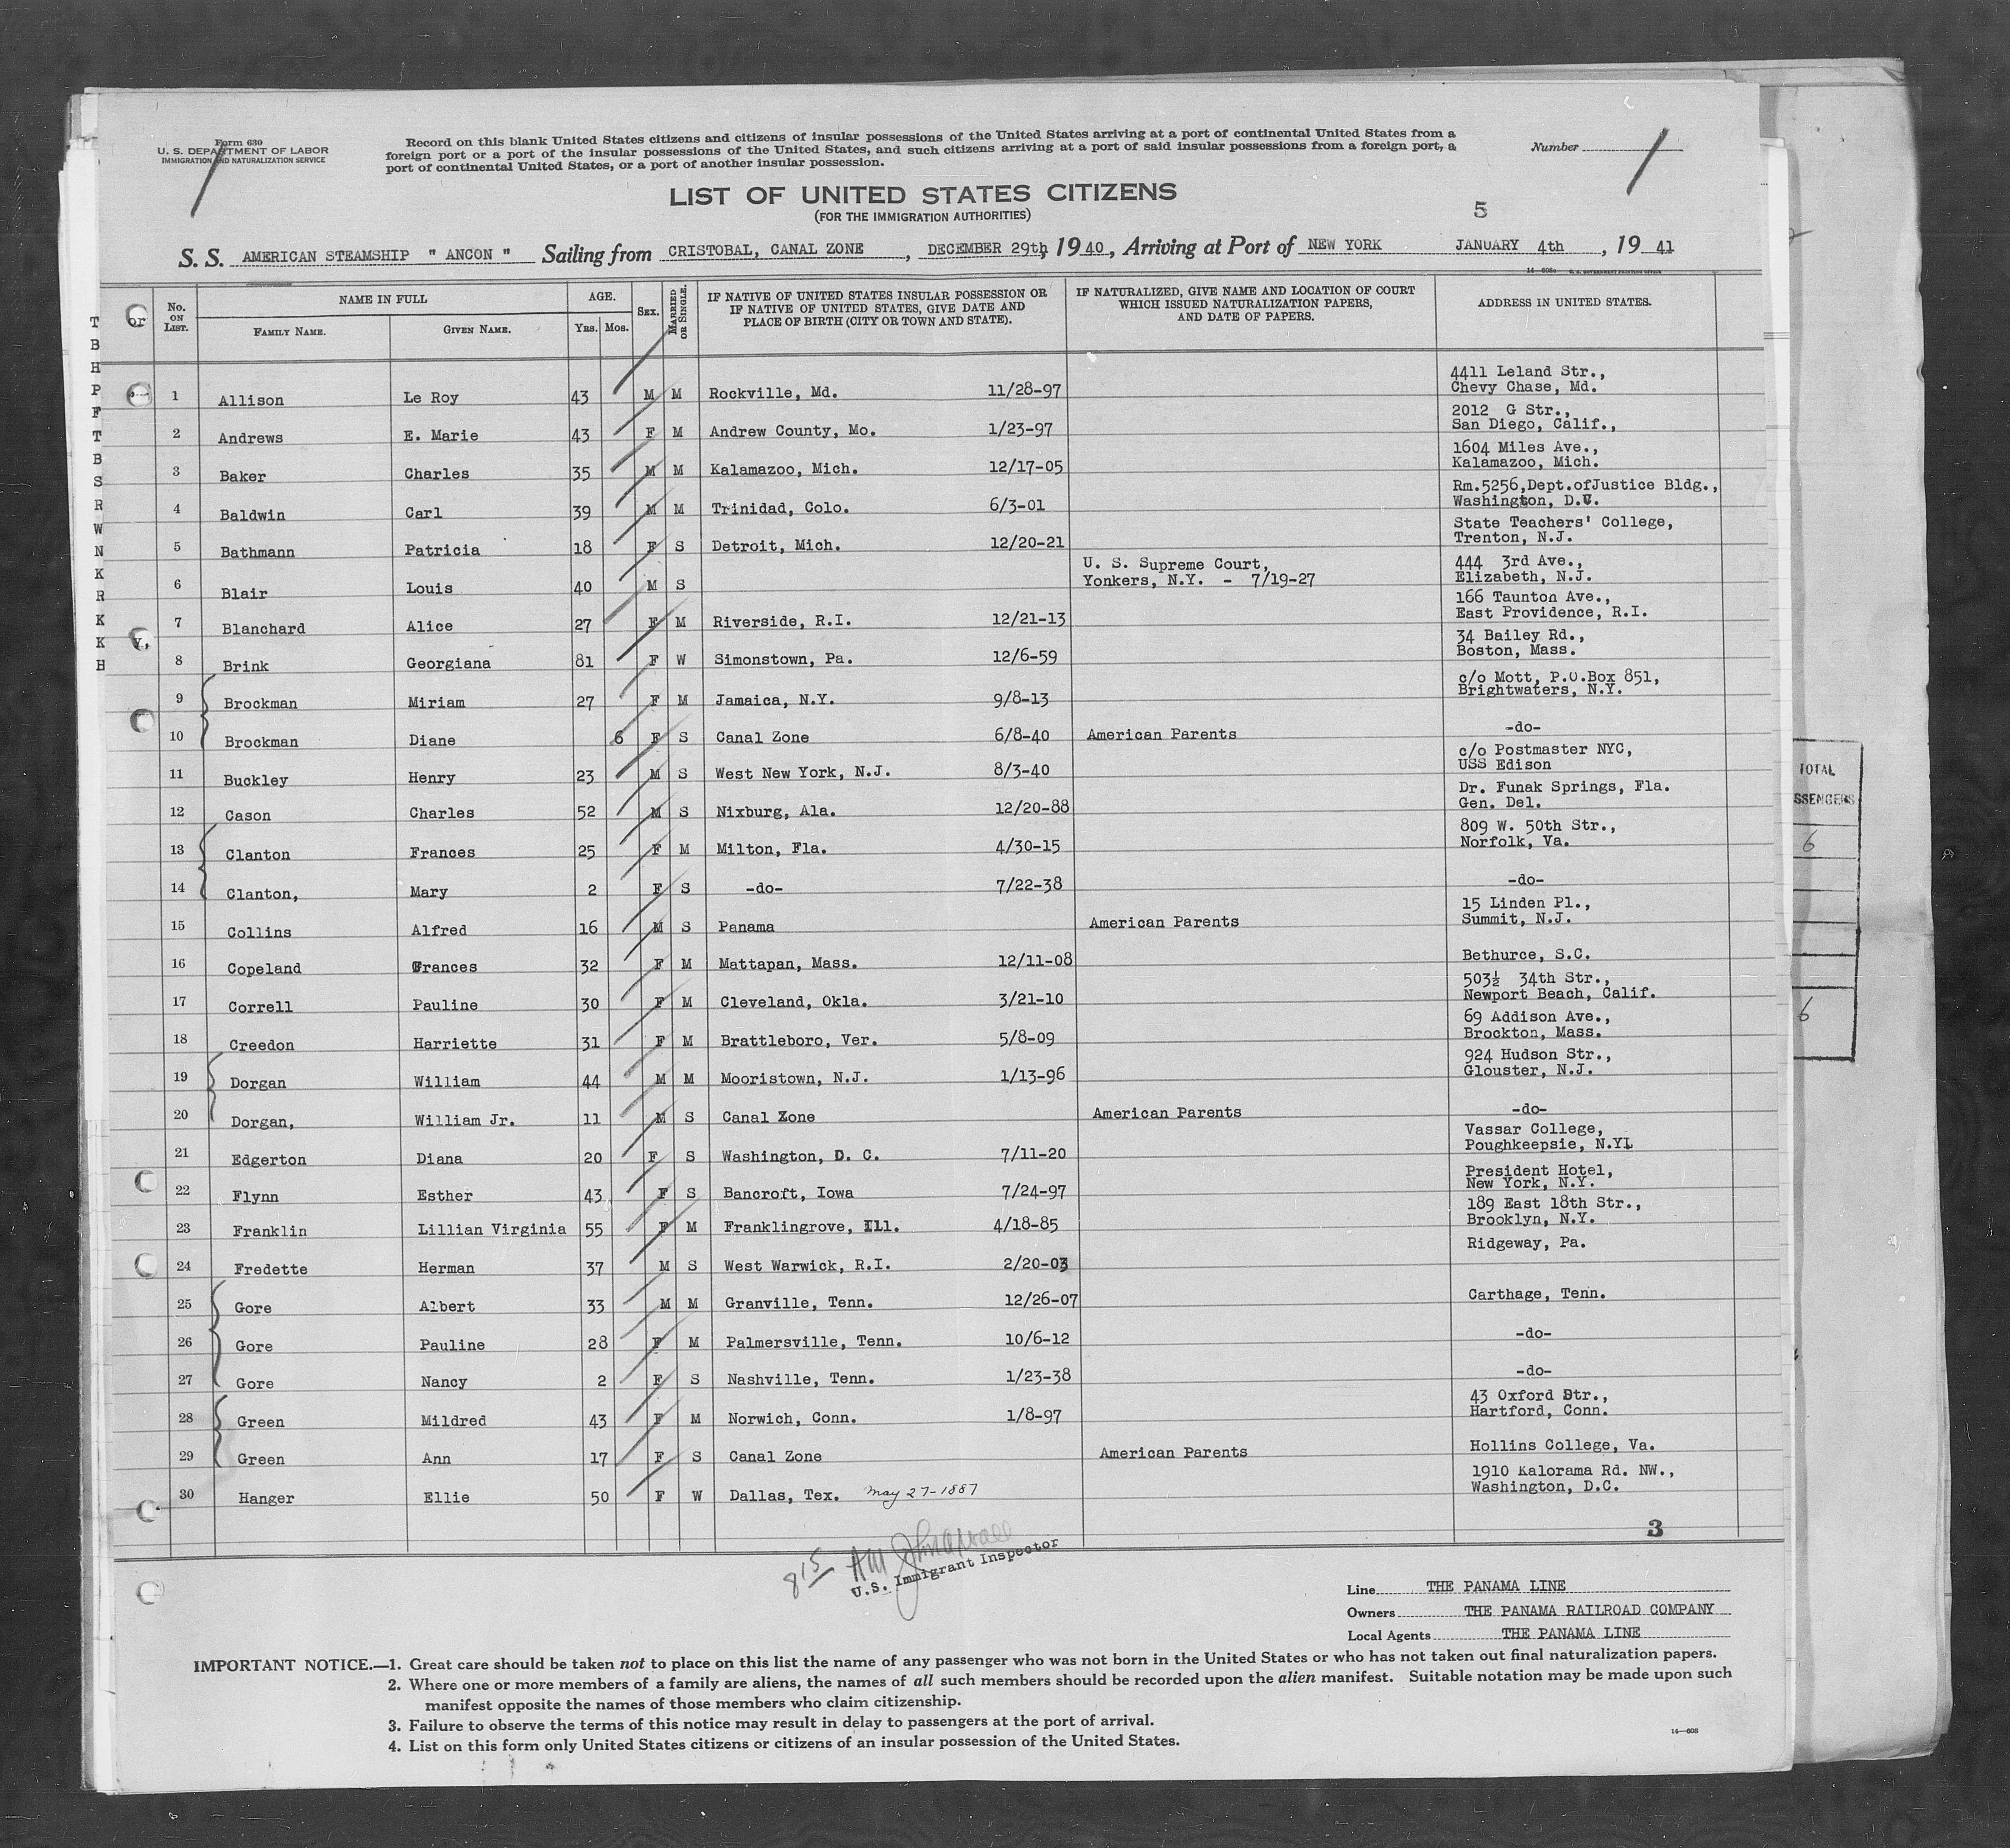 Form 630
U. S. DEPARTMENT OF LABOR
IMMIGRATION AND NATURALIZATION SERVICE
Record on this blank United States citizens and citizens of insular possessions of the United States arriving at a port of continental United States from a
foreign port or a port of the insular possessions of the United States, and such citizens arriving at a port of said insular possessions from a foreign port, a
port of continental United States, or a port of another insular possession.
Number
LIST OF UNITED STATES CITIZENS
(FOR THE IMMIGRATION AUTHORITIES)
5
S. S. AMERICAN STEAMSHIP " ANCON " Sailing from CRISTOBAL, CANAL ZONE, DECEMBER 29th, 1940, Arriving at Port of NEW YORK JANUARY 4th, 1941
No. ON LIST. NAME IN FULL FAMILY NAME. GIVEN NAME. AGE. YRS. MOS. SEX. MARRIED OR SINGLE. IF NATIVE OF UNITED STATES INSULAR POSSESSION OR IF NATIVE OF UNITED STATES, GIVE DATE AND PLACE OF BIRTH (CITY OR TOWN AND STATE). IF NATURALIZED, GIVE NAME AND LOCATION OF COURT WHICH ISSUED NATURALIZATION PAPERS, AND DATE OF PAPERS. ADDRESS IN UNITED STATES.
1 Allison Le Roy 43 M M Rockville, Md. 11/28-97 4411 Leland Str., Chevy Chase, Md.
2 Andrews E. Marie 43 F M Andrew County, Mo. 1/23-97 2012 G Str., San Diego, Calif.,
3 Baker Charles 35 M M Kalamazoo, Mich. 12/17-05 1604 Miles Ave., Kalamazoo, Mich.
4 Baldwin Carl 39 M M Trinidad, Colo. 6/3-01 Rm.5256,Dept.ofJustice Bldg., Washington, D.C.
5 Bathmann Patricia 18 F S Detroit, Mich. 12/20-21 State Teachers' College, Trenton, N.J.
6 Blair Louis 40 M S U. S. Supreme Court, Yonkers, N.Y. - 7/19-27 444 3rd Ave., Elizabeth, N.J.
7 Blanchard Alice 27 F M Riverside, R.I. 12/21-13 166 Taunton Ave., East Providence, R.I.
8 Brink Georgiana 81 F W Simonstown, Pa. 12/6-59 34 Bailey Rd., Boston, Mass.
9 Brockman Miriam 27 F M Jamaica, N.Y. 9/8-13 c/o Mott, P.O.Box 851, Brightwaters, N.Y.
10 Brockman Diane 6 F S Canal Zone 6/8-40 American Parents -do-
11 Buckley Henry 23 M S West New York, N.J. 8/3-40 c/o Postmaster NYC, USS Edison
12 Cason Charles 52 M S Nixburg, Ala. 12/20-88 Dr. Funak Springs, Fla. Gen. Del.
13 Clanton Frances 25 F M Milton, Fla. 4/30-15 809 W. 50th Str., Norfolk, Va.
14 Clanton, Mary 2 F S -do- 7/22-38 -do-
15 Collins Alfred 16 M S Panama American Parents 15 Linden Pl., Summit, N.J.
16 Copeland Frances 32 F M Mattapan, Mass. 12/11-08 Bethurce, S.C.
17 Correll Pauline 30 F M Cleveland, Okla. 3/21-10 503½ 34th Str., Newport Beach, Calif.
18 Creedon Harriette 31 F M Brattleboro, Ver. 5/8-09 69 Addison Ave., Brockton, Mass.
19 Dorgan William 44 M M Mooristown, N.J. 1/13-96 924 Hudson Str., Glouster, N.J.
20 Dorgan, William Jr. 11 M S Canal Zone American Parents -do-
21 Edgerton Diana 20 F S Washington, D. C. 7/11-20 Vassar College, Poughkeepsie, N.Y.
22 Flynn Esther 43 F S Bancroft, Iowa 7/24-97 President Hotel, New York, N.Y.
23 Franklin Lillian Virginia 55 F M Franklingrove, Ill. 4/18-85 189 East 18th Str., Brooklyn, N.Y.
24 Fredette Herman 37 M S West Warwick, R.I. 2/20-03 Ridgeway, Pa.
25 Gore Albert 33 M M Granville, Tenn. 12/26-07 Carthage, Tenn.
26 Gore Pauline 28 F M Palmersville, Tenn. 10/6-12 -do-
27 Gore Nancy 2 F S Nashville, Tenn. 1/23-38 -do-
28 Green Mildred 43 F M Norwich, Conn. 1/8-97 43 Oxford Str., Hartford, Conn.
29 Green Ann 17 F S Canal Zone American Parents Hollins College, Va.
30 Hanger Ellie 50 F W Dallas, Tex. May 27-1887 1910 Kalorama Rd. NW., Washington, D.C.
3
815
U.S. Immigrant Inspector
Line THE PANAMA LINE
Owners THE PANAMA RAILROAD COMPANY
Local Agents THE PANAMA LINE
IMPORTANT NOTICE.—1. Great care should be taken not to place on this list the name of any passenger who was not born in the United States or who has not taken out final naturalization papers.
2. Where one or more members of a family are aliens, the names of all such members should be recorded upon the alien manifest. Suitable notation may be made upon such
manifest opposite the names of those members who claim citizenship.
3. Failure to observe the terms of this notice may result in delay to passengers at the port of arrival.
4. List on this form only United States citizens or citizens of an insular possession of the United States.
14—608
T
or
B
H
P
F
T
B
S
R
W
N
K
R
K
K
H
TOTAL
6
6